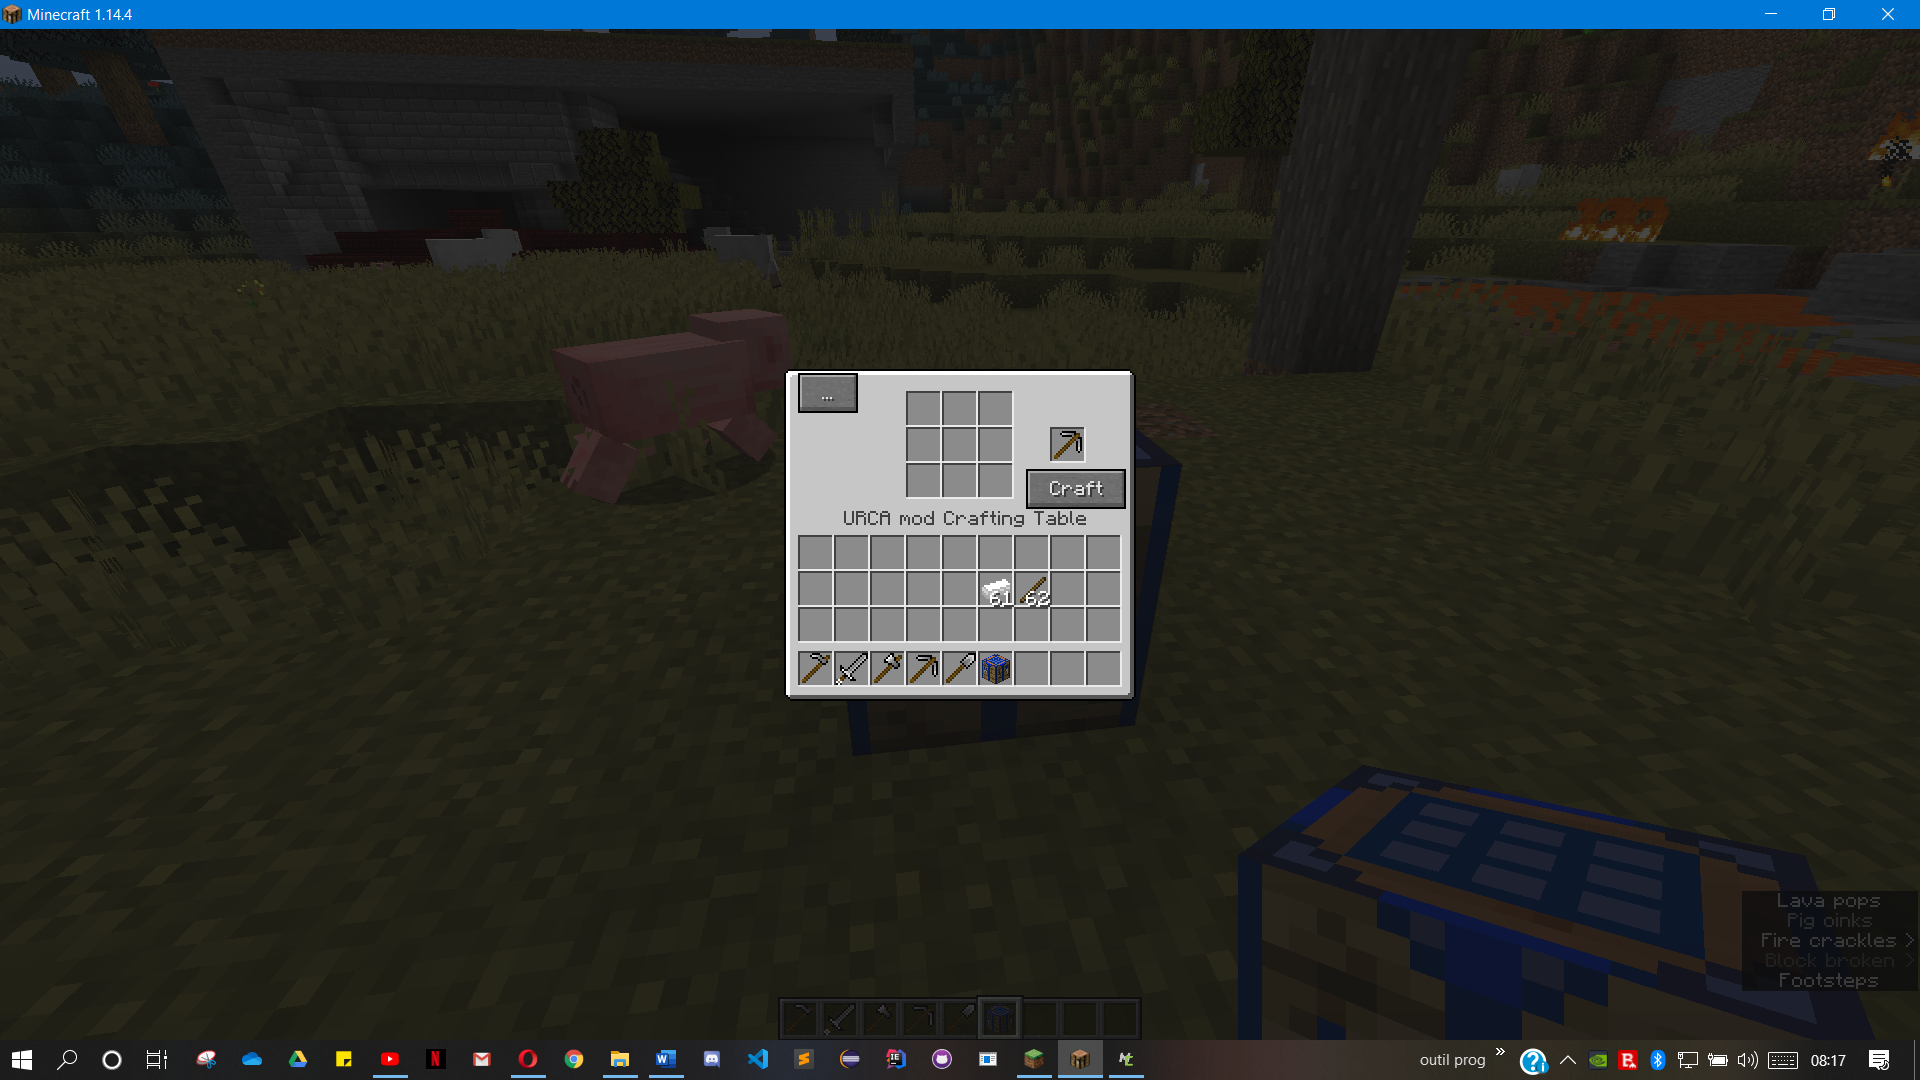 Minecraft 1.14.4
...
Craft
URCA mod Crafting Table
61 62
Lava pops
Pig oinks
Fire crackles >
Block broken >
Footsteps
outil prog
08:17